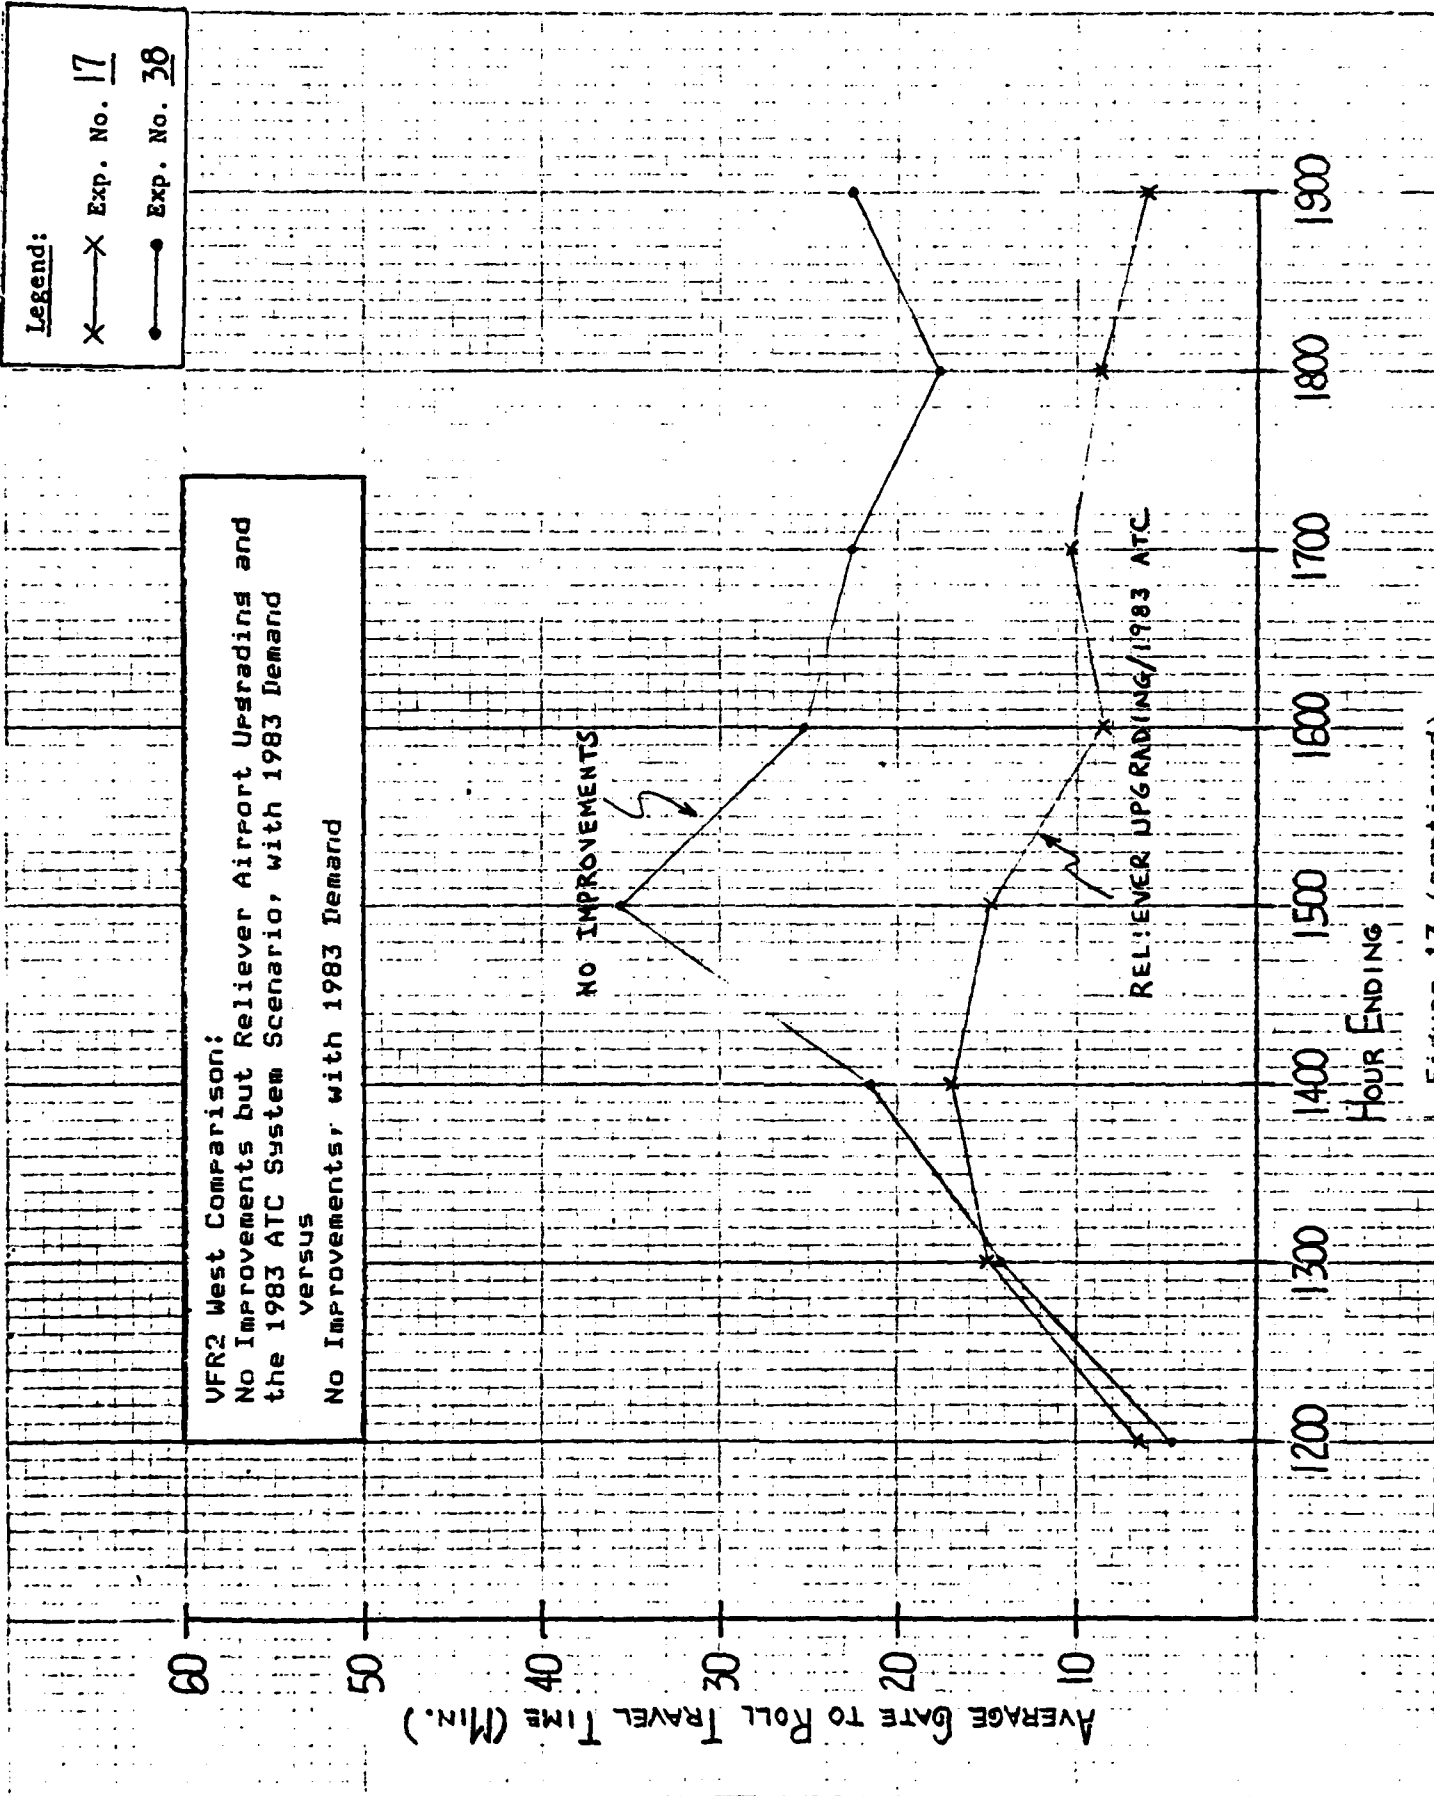 Legend:
Exp. No. 17
Exp. No. 38
VFR2 West Comparison:
No Improvements but Reliever Airport Upgrading and
the 1983 ATC System Scenario, with 1983 Demand
versus
No Improvements, with 1983 Demand
AVERAGE GATE TO ROLL TRAVEL TIME (MIN.)
60
50
40
30
20
10
NO IMPROVEMENTS
RELIEVER UPGRADING/1983 ATC
1200
1300
1400
1500
1600
1700
1800
1900
HOUR ENDING
Figure 13 (continued)